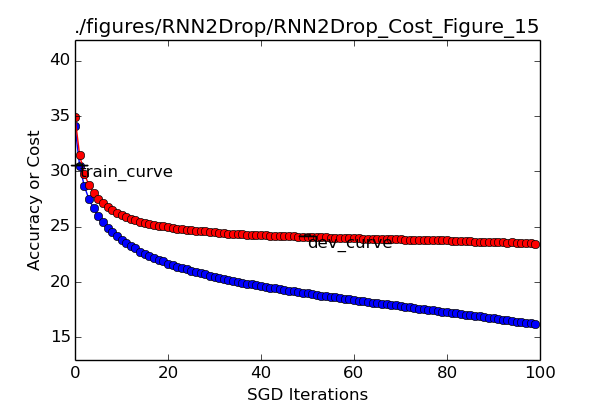 ./figures/RNN2Drop/RNN2Drop_Cost_Figure_15
40
35
30
25
20
15
Accuracy or Cost
train_curve
dev_curve
0 20 40 60 80 100
SGD Iterations